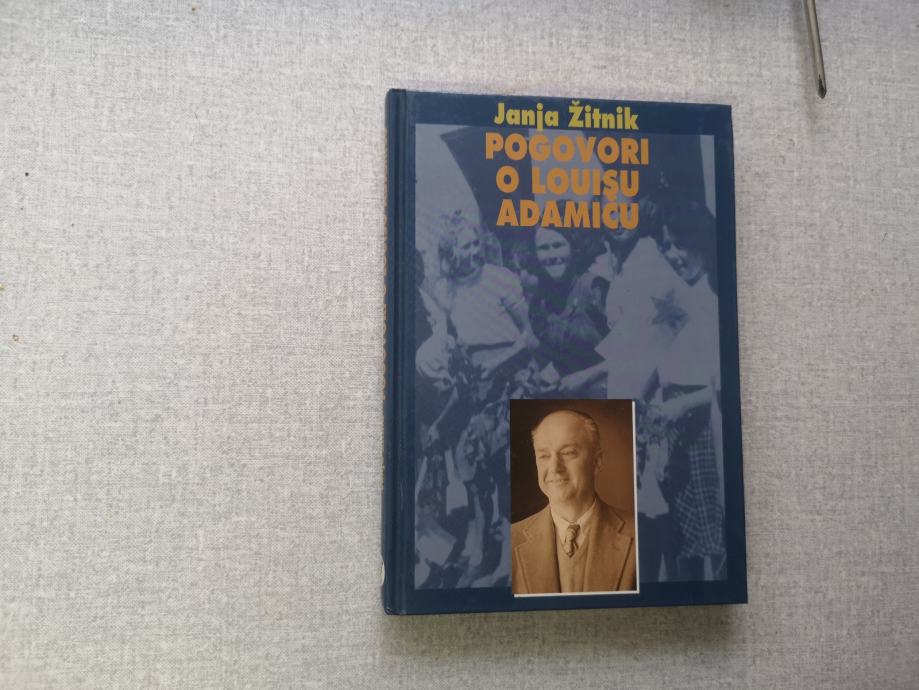 Janja Žitnik
POGOVORI
O LOUISU
ADAMIČU